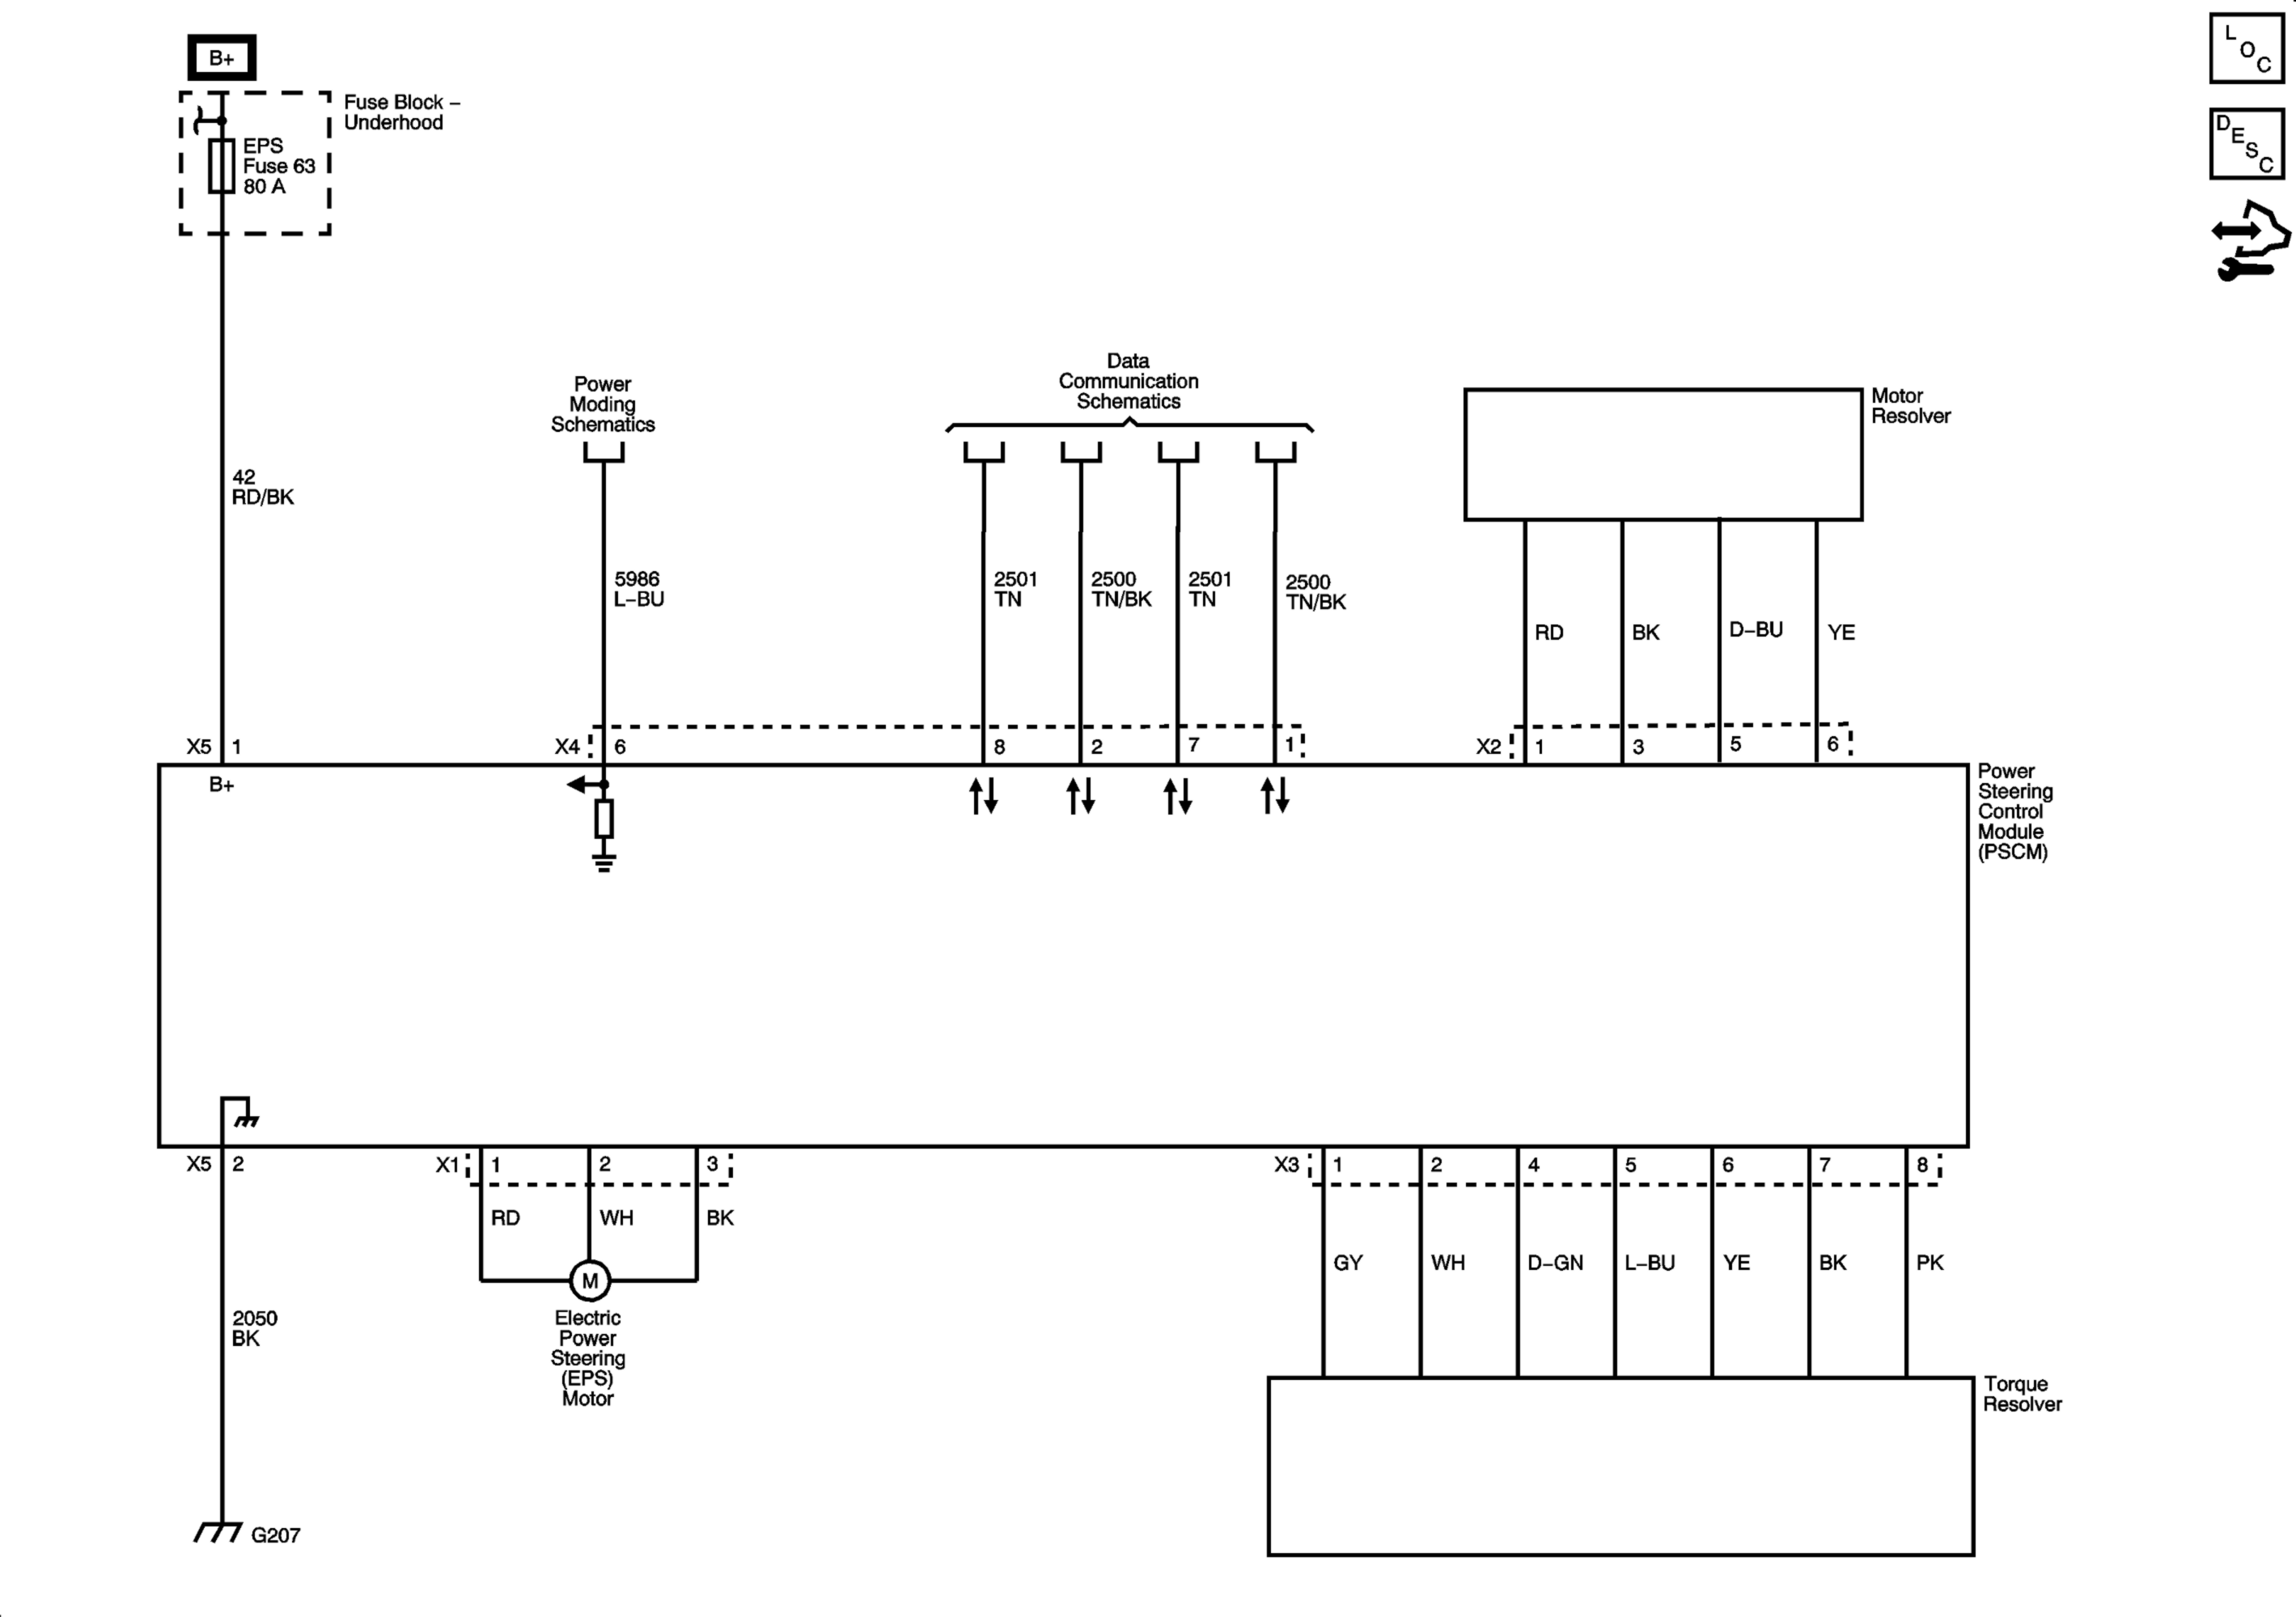 B+
Fuse Block –
Underhood
EPS
Fuse 63
80 A
L O C
D E S C
42
RD/BK
Power
Moding
Schematics
Data
Communication
Schematics
Motor
Resolver
5986
L–BU
2501
TN
2500
TN/BK
2501
TN
2500
TN/BK
RD
BK
D–BU
YE
X5 1
X4 6
8
2
7
1
X2 1
3
5
6
B+
Power
Steering
Control
Module
(PSCM)
X5 2
X1 1
2
3
X3 1
2
4
5
6
7
8
RD
WH
BK
GY
WH
D–GN
L–BU
YE
BK
PK
M
Electric
Power
Steering
(EPS)
Motor
2050
BK
Torque
Resolver
G207